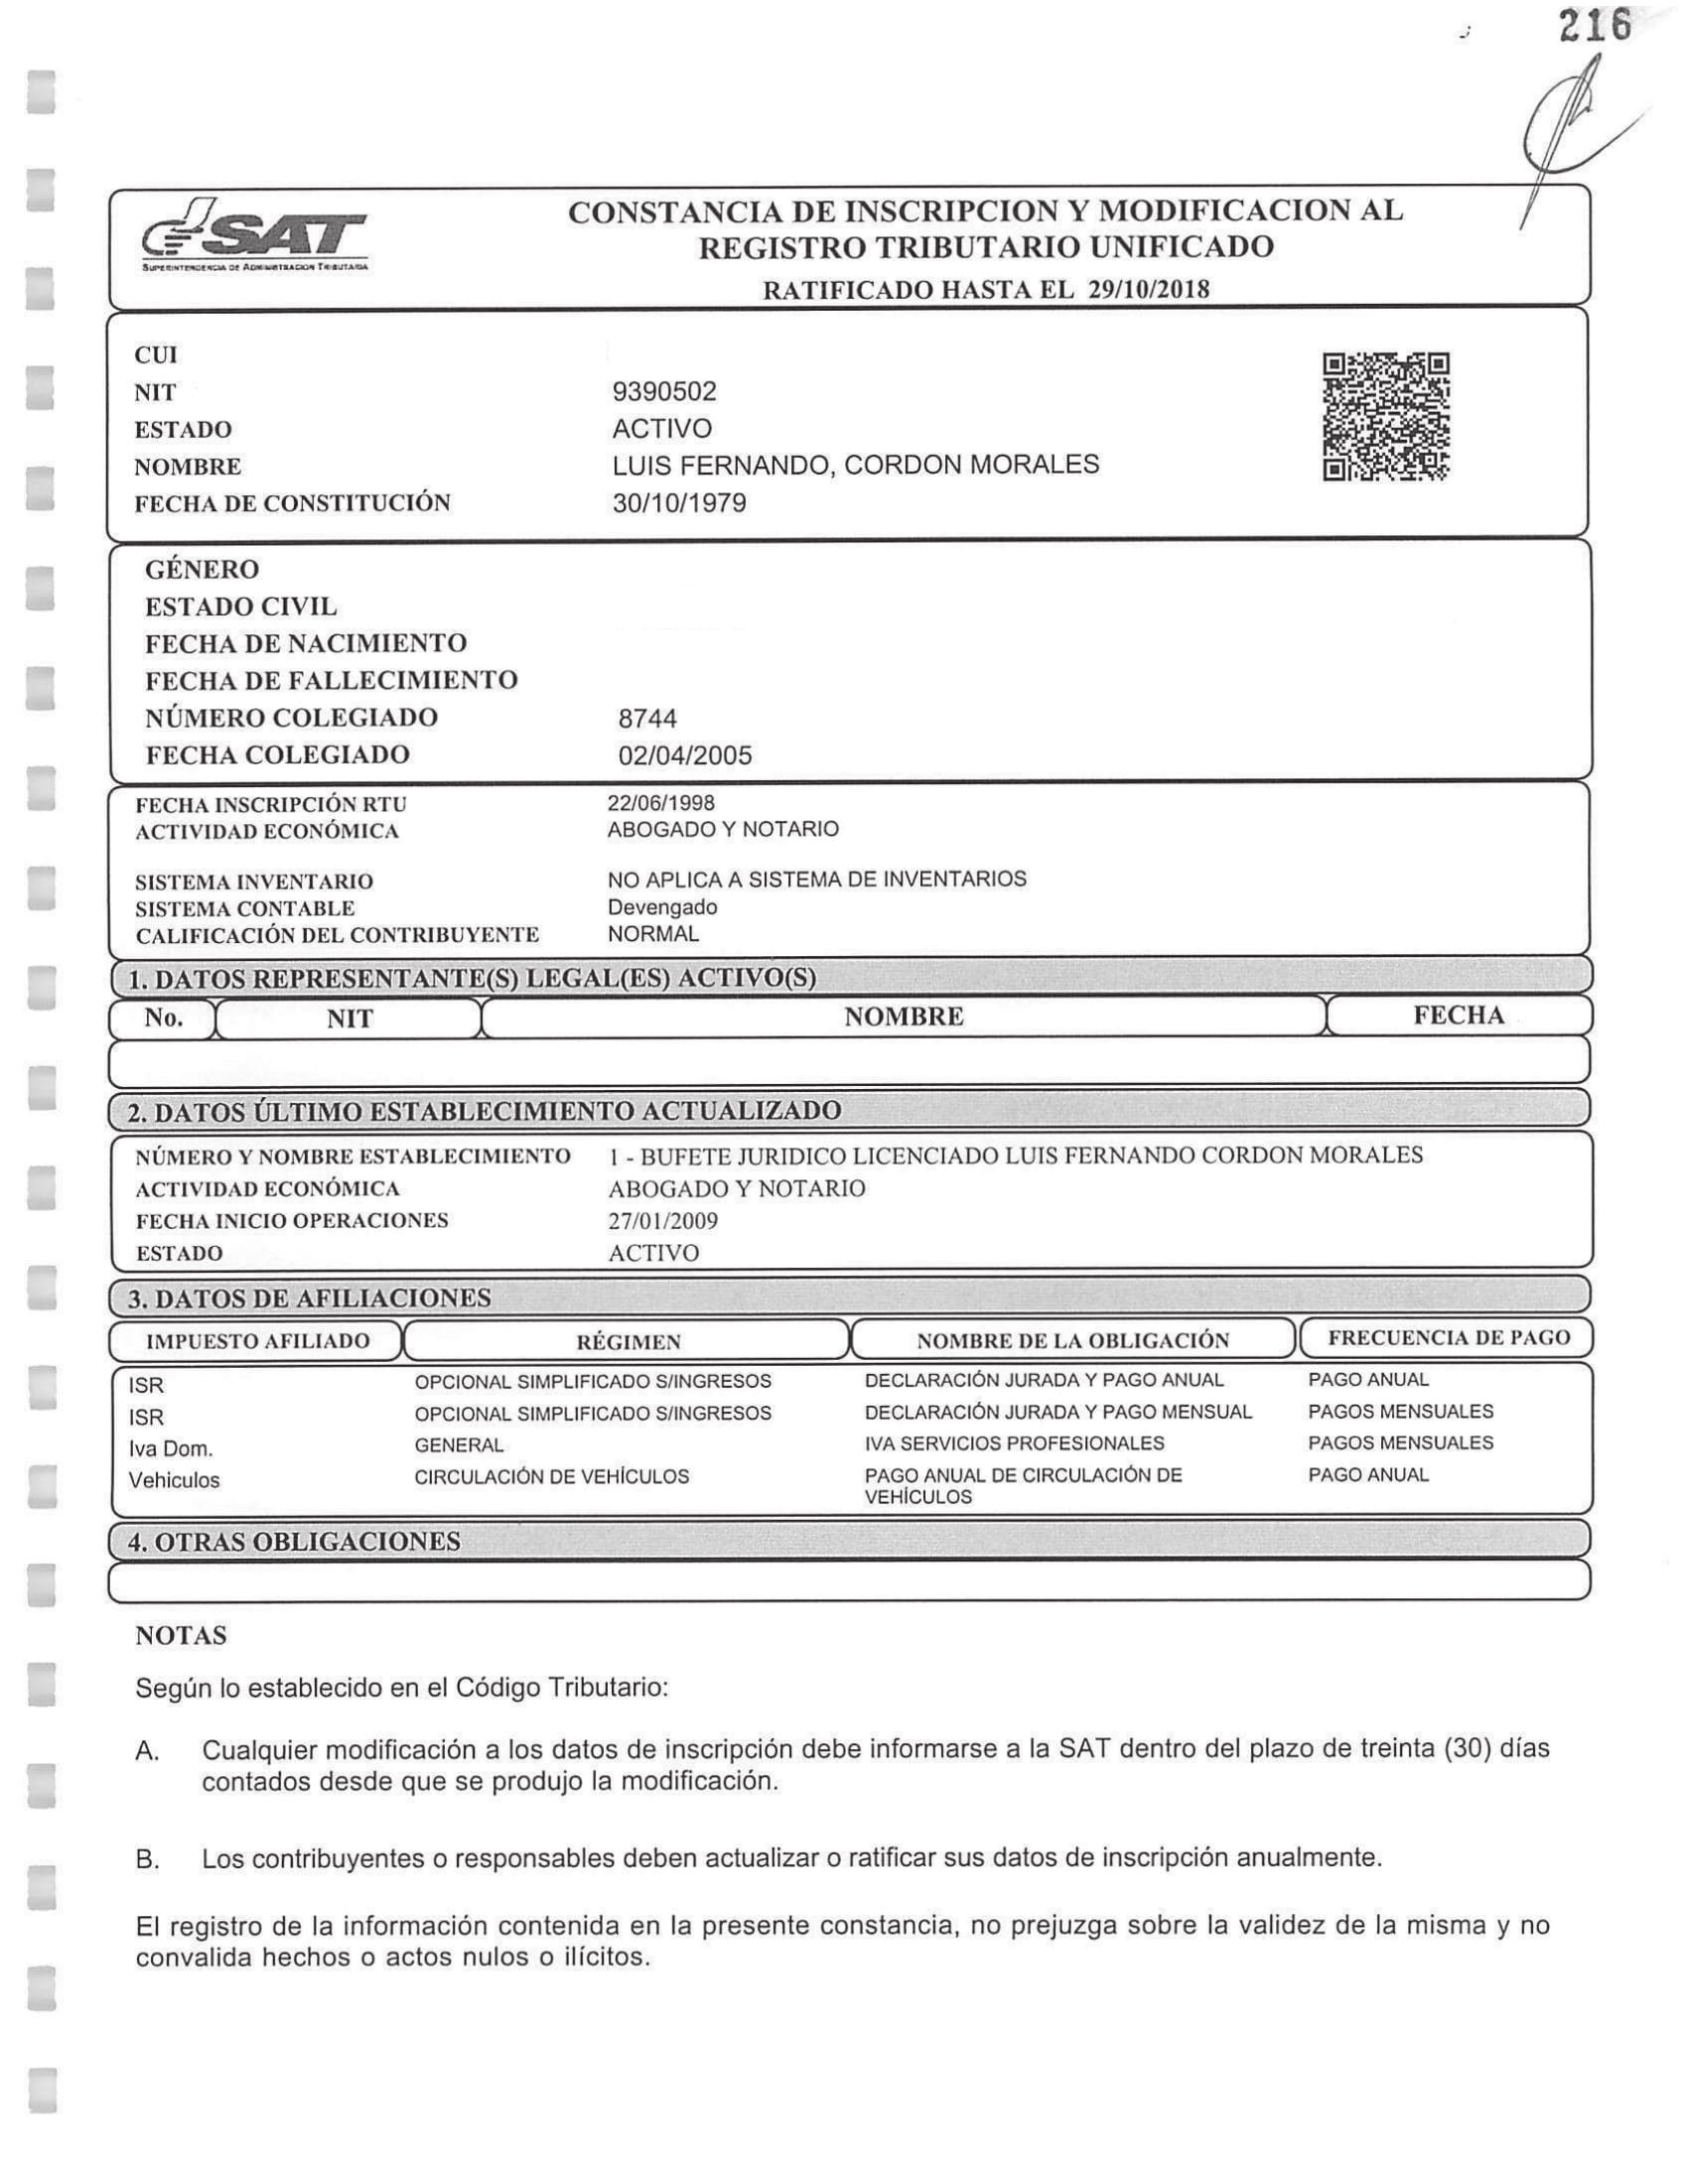 216
SAT
SUPERINTENDENCIA DE ADMINISTRACION TRIBUTARIA
CONSTANCIA DE INSCRIPCION Y MODIFICACION AL
REGISTRO TRIBUTARIO UNIFICADO
RATIFICADO HASTA EL 29/10/2018
CUI
NIT 9390502
ESTADO ACTIVO
NOMBRE LUIS FERNANDO, CORDON MORALES
FECHA DE CONSTITUCIÓN 30/10/1979
GÉNERO
ESTADO CIVIL
FECHA DE NACIMIENTO
FECHA DE FALLECIMIENTO
NÚMERO COLEGIADO 8744
FECHA COLEGIADO 02/04/2005
FECHA INSCRIPCIÓN RTU 22/06/1998
ACTIVIDAD ECONÓMICA ABOGADO Y NOTARIO
SISTEMA INVENTARIO NO APLICA A SISTEMA DE INVENTARIOS
SISTEMA CONTABLE Devengado
CALIFICACIÓN DEL CONTRIBUYENTE NORMAL
1. DATOS REPRESENTANTE(S) LEGAL(ES) ACTIVO(S)
No. NIT NOMBRE FECHA
2. DATOS ÚLTIMO ESTABLECIMIENTO ACTUALIZADO
NÚMERO Y NOMBRE ESTABLECIMIENTO 1 - BUFETE JURIDICO LICENCIADO LUIS FERNANDO CORDON MORALES
ACTIVIDAD ECONÓMICA ABOGADO Y NOTARIO
FECHA INICIO OPERACIONES 27/01/2009
ESTADO ACTIVO
3. DATOS DE AFILIACIONES
IMPUESTO AFILIADO RÉGIMEN NOMBRE DE LA OBLIGACIÓN FRECUENCIA DE PAGO
ISR OPCIONAL SIMPLIFICADO S/INGRESOS DECLARACIÓN JURADA Y PAGO ANUAL PAGO ANUAL
ISR OPCIONAL SIMPLIFICADO S/INGRESOS DECLARACIÓN JURADA Y PAGO MENSUAL PAGOS MENSUALES
Iva Dom. GENERAL IVA SERVICIOS PROFESIONALES PAGOS MENSUALES
Vehiculos CIRCULACIÓN DE VEHÍCULOS PAGO ANUAL DE CIRCULACIÓN DE PAGO ANUAL
VEHÍCULOS
4. OTRAS OBLIGACIONES
NOTAS
Según lo establecido en el Código Tributario:
A. Cualquier modificación a los datos de inscripción debe informarse a la SAT dentro del plazo de treinta (30) días
contados desde que se produjo la modificación.
B. Los contribuyentes o responsables deben actualizar o ratificar sus datos de inscripción anualmente.
El registro de la información contenida en la presente constancia, no prejuzga sobre la validez de la misma y no
convalida hechos o actos nulos o ilícitos.